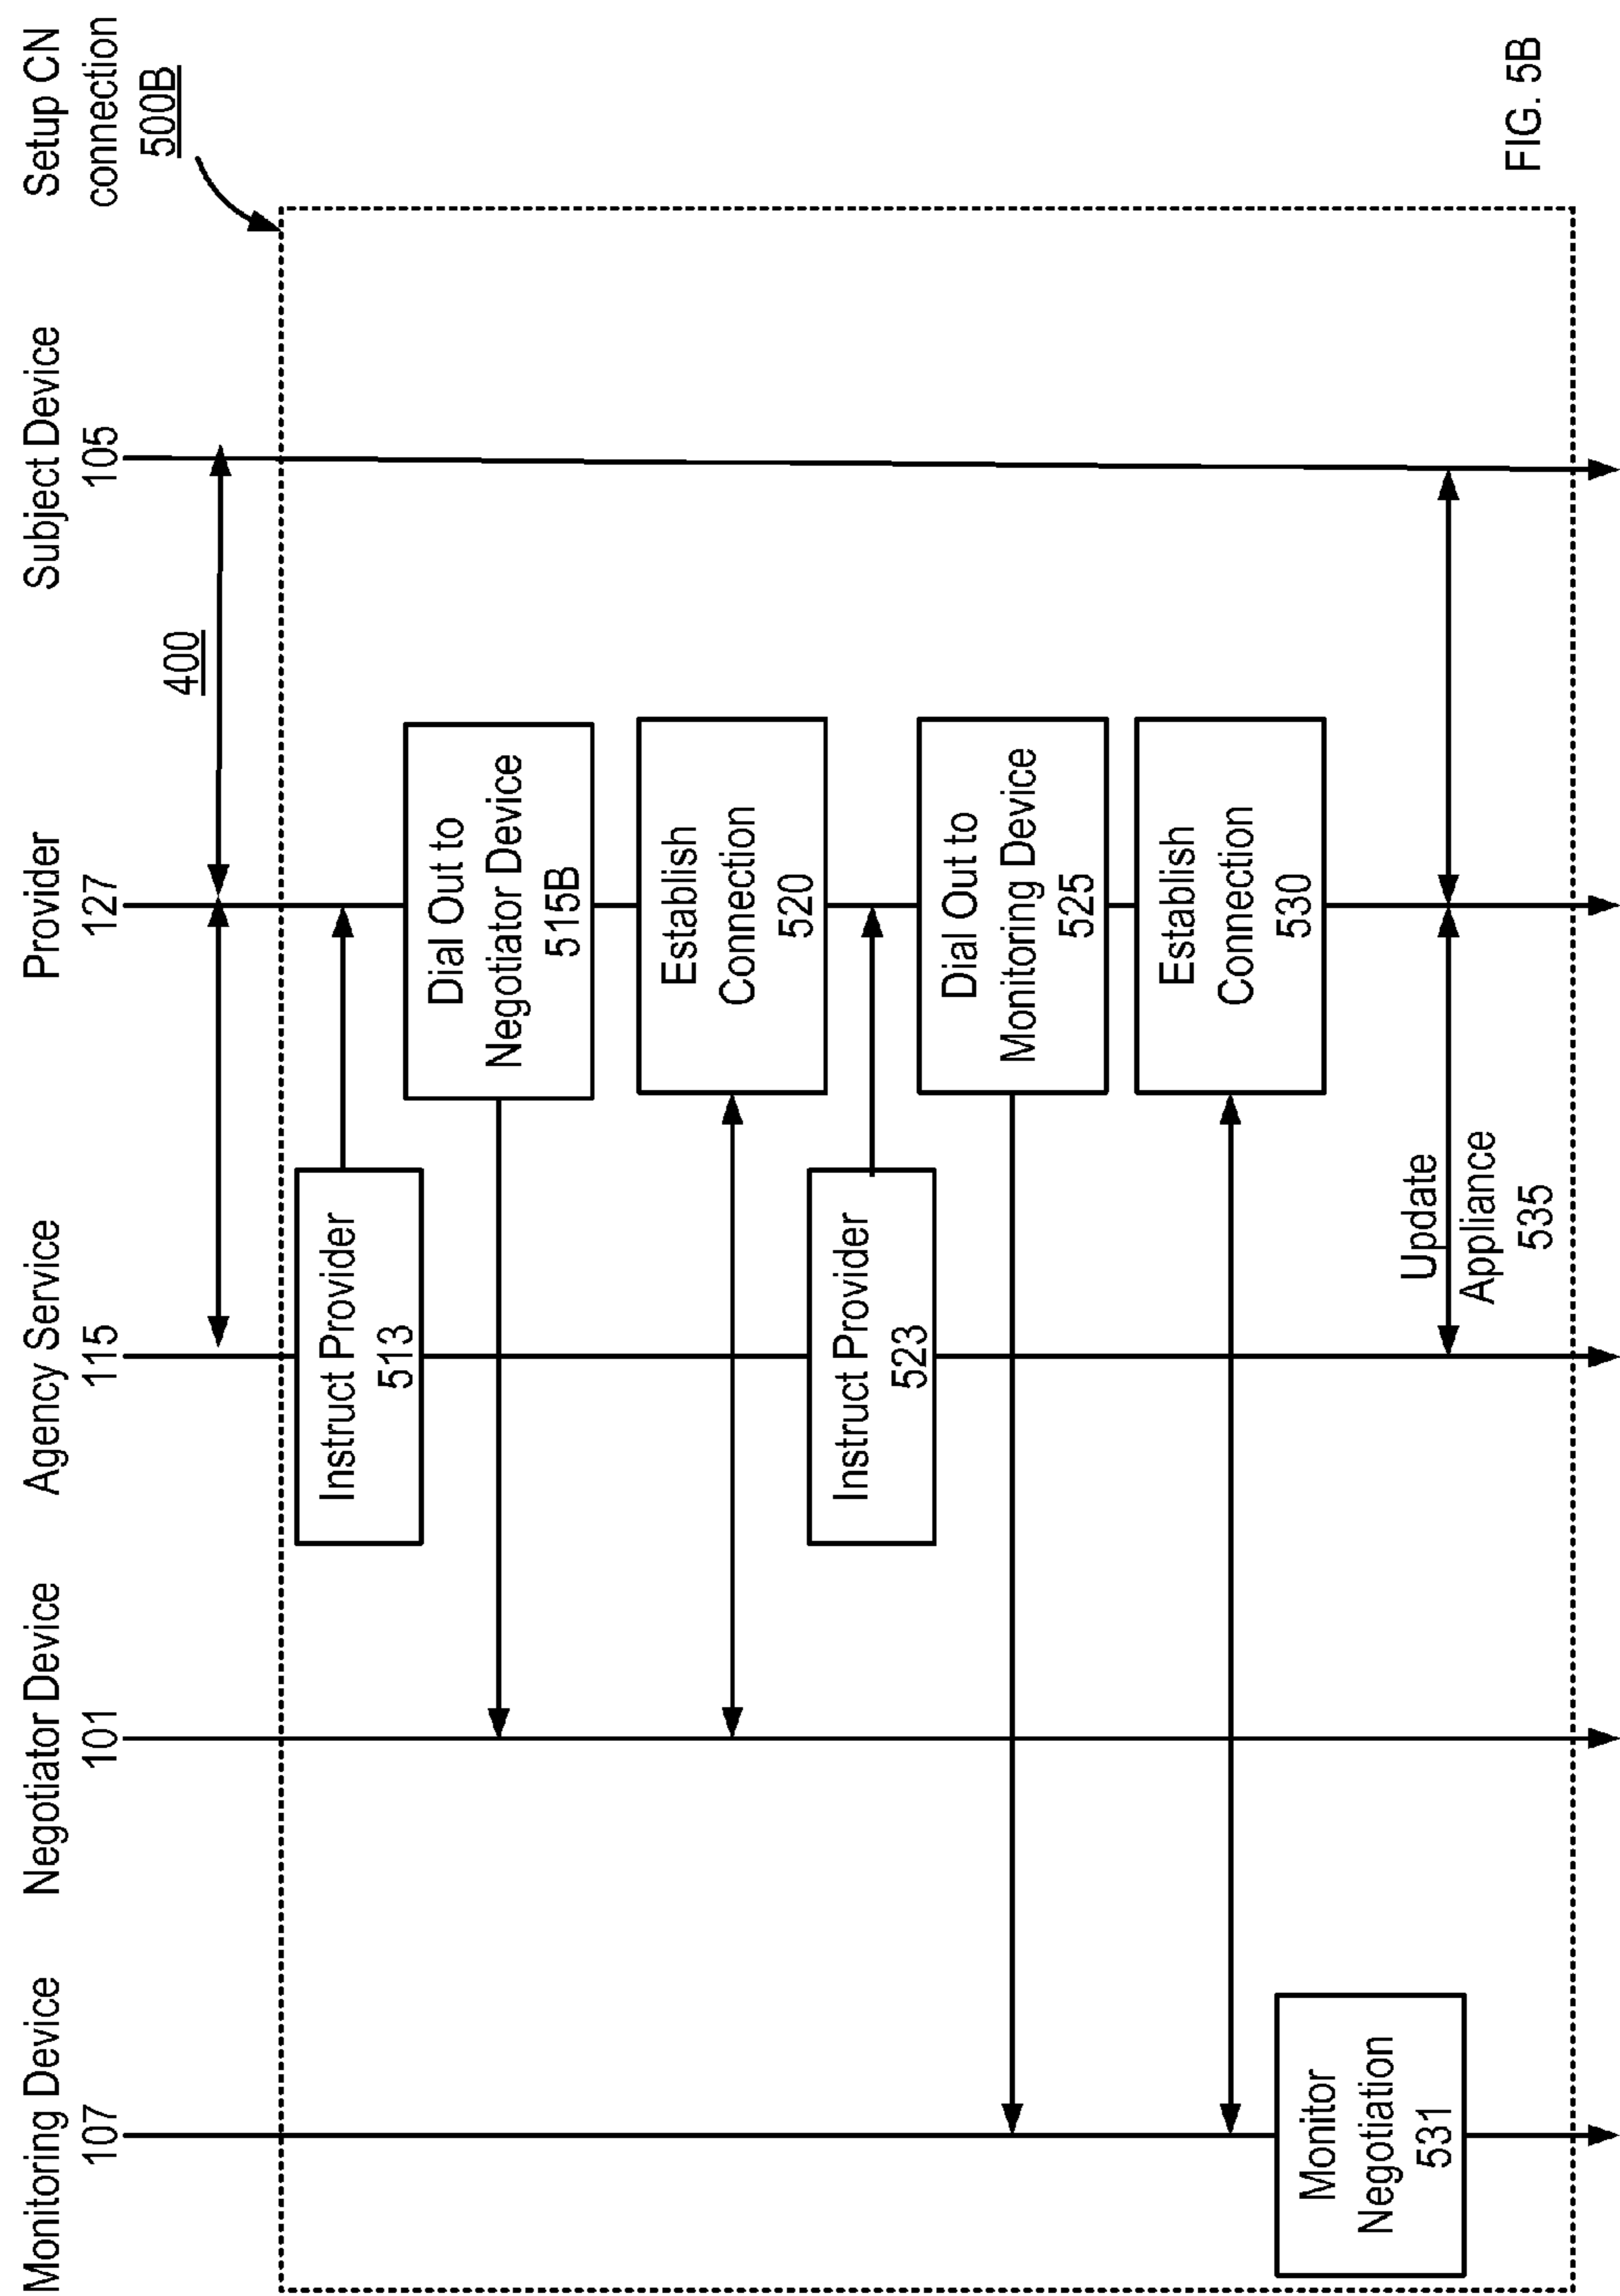 Monitoring Device
107
Negotiator Device
101
Agency Service
115
Provider
127
Subject Device
105
Setup CN
connection
500B
400
Instruct Provider
513
Dial Out to
Negotiator Device
515B
Establish
Connection
520
Instruct Provider
523
Dial Out to
Monitoring Device
525
Establish
Connection
530
Monitor
Negotiation
531
Update
Appliance
535
FIG. 5B